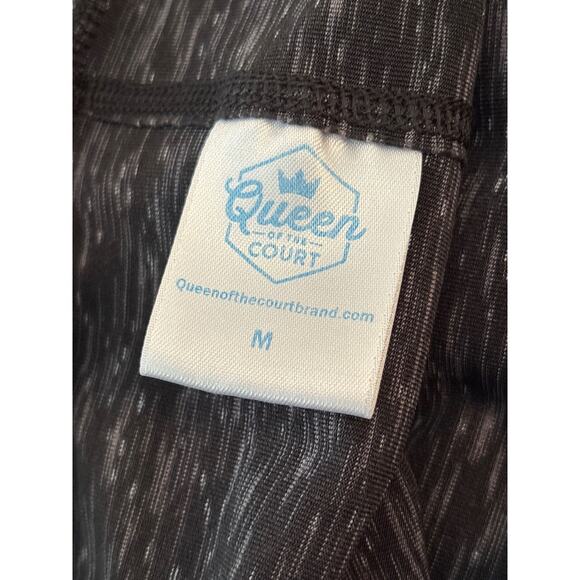 Queen
OF THE
COURT
Queenofthecourtbrand.com
M